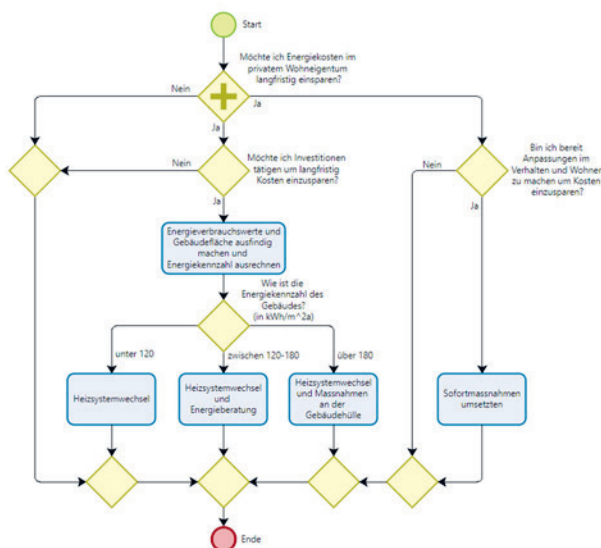 Start
Möchte ich Energiekosten im
privatem Wohneigentum
langfristig einsparen?
Nein
Ja
Ja
Möchte ich Investitionen
tätigen um langfristig
Kosten einzusparen?
Nein
Ja
Bin ich bereit
Anpassungen im
Verhalten und Wohnen
zu machen um Kosten
einzusparen?
Nein
Ja
Energieverbrauchswerte und
Gebäudefläche ausfindig
machen und
Energiekennzahl ausrechnen
Wie ist die
Energiekennzahl des
Gebäudes?
(in kWh/m^2a)
unter 120
zwischen 120-180
über 180
Heizsystemwechsel
Heizsystemwechsel
und
Energieberatung
Heizsystemwechsel
und Massnahmen
an der
Gebäudehülle
Sofortmassnahmen
umsetzten
Ende